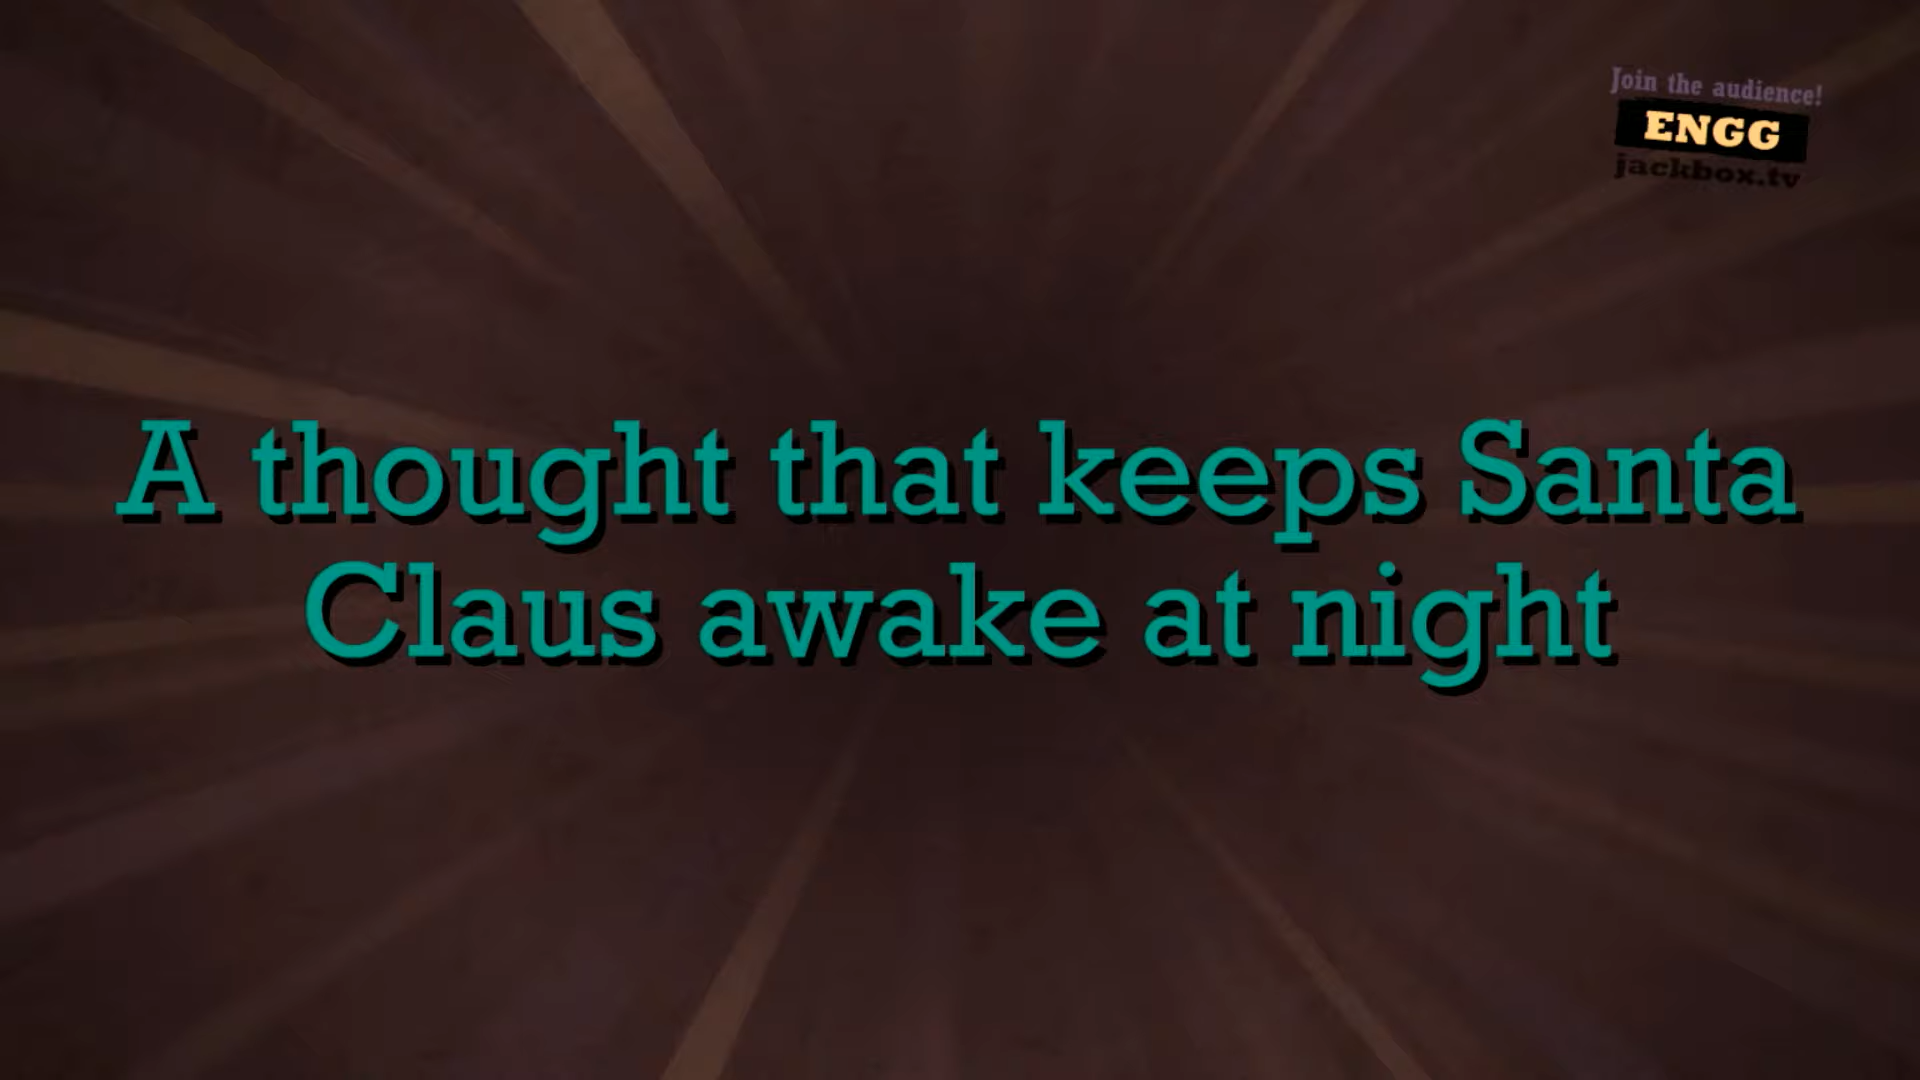 Join the audience!
ENGG
jackbox.tv
A thought that keeps Santa
Claus awake at night